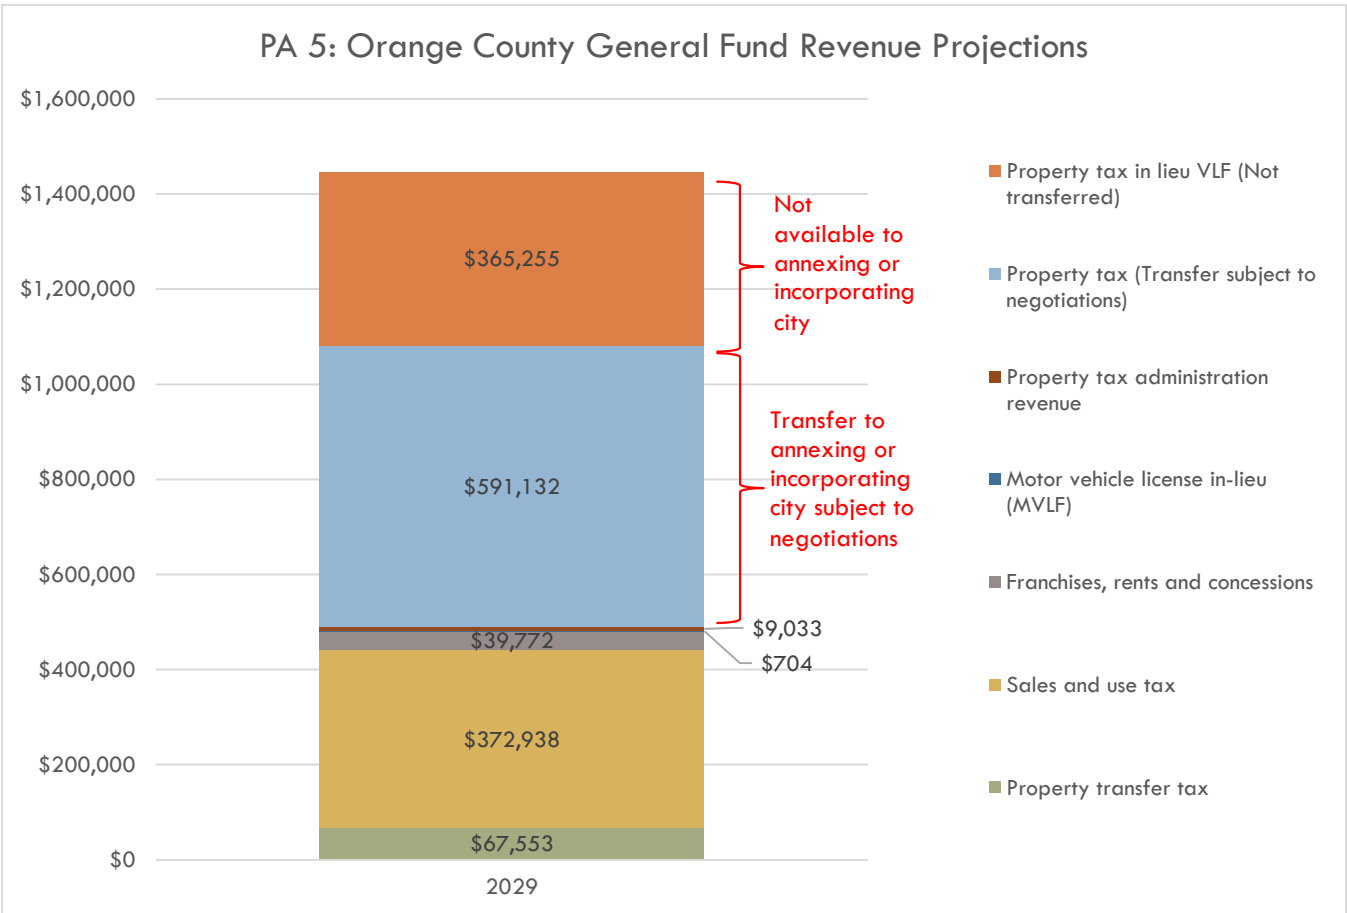 PA 5: Orange County General Fund Revenue Projections
$1,600,000
$1,400,000
$1,200,000
$1,000,000
$800,000
$600,000
$400,000
$200,000
$0
$365,255
$591,132
$39,772
$372,938
$67,553
$9,033
$704
2029
Not
available to
annexing or
incorporating
city
Transfer to
annexing or
incorporating
city subject to
negotiations
Property tax in lieu VLF (Not
transferred)
Property tax (Transfer subject to
negotiations)
Property tax administration
revenue
Motor vehicle license in-lieu
(MVLF)
Franchises, rents and concessions
Sales and use tax
Property transfer tax